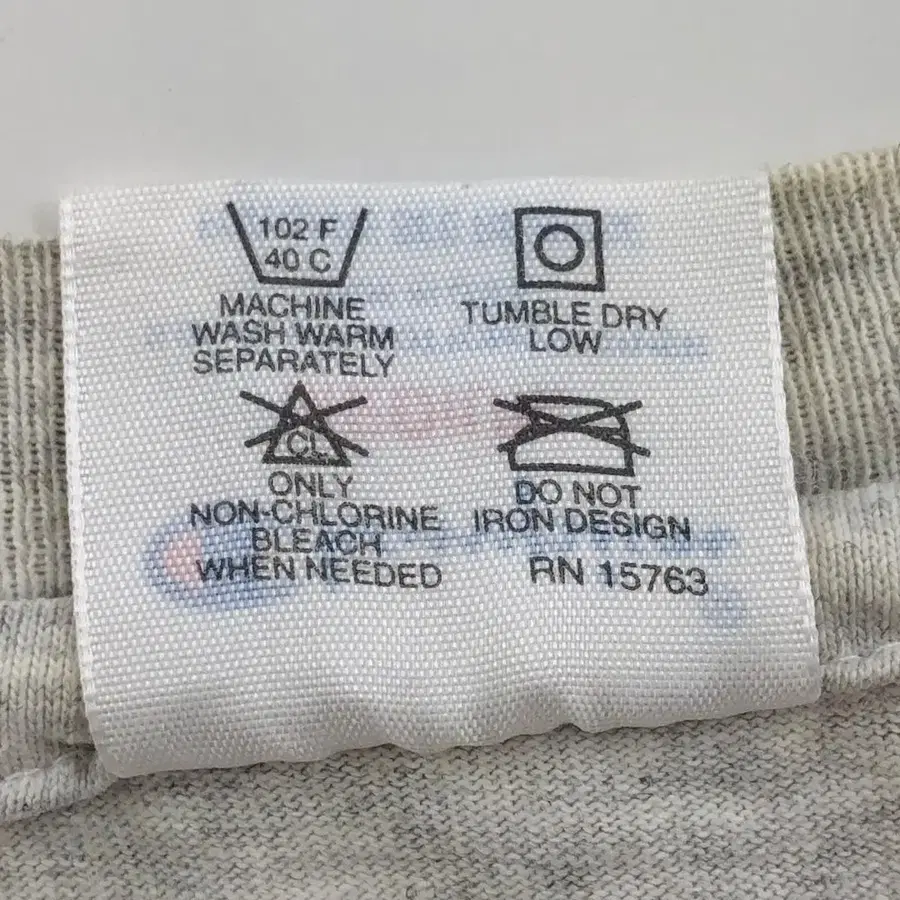 102 F
40 C
MACHINE
WASH WARM
SEPARATELY
TUMBLE DRY
LOW
CL
ONLY
NON-CHLORINE
BLEACH
WHEN NEEDED
DO NOT
IRON DESIGN
RN 15763